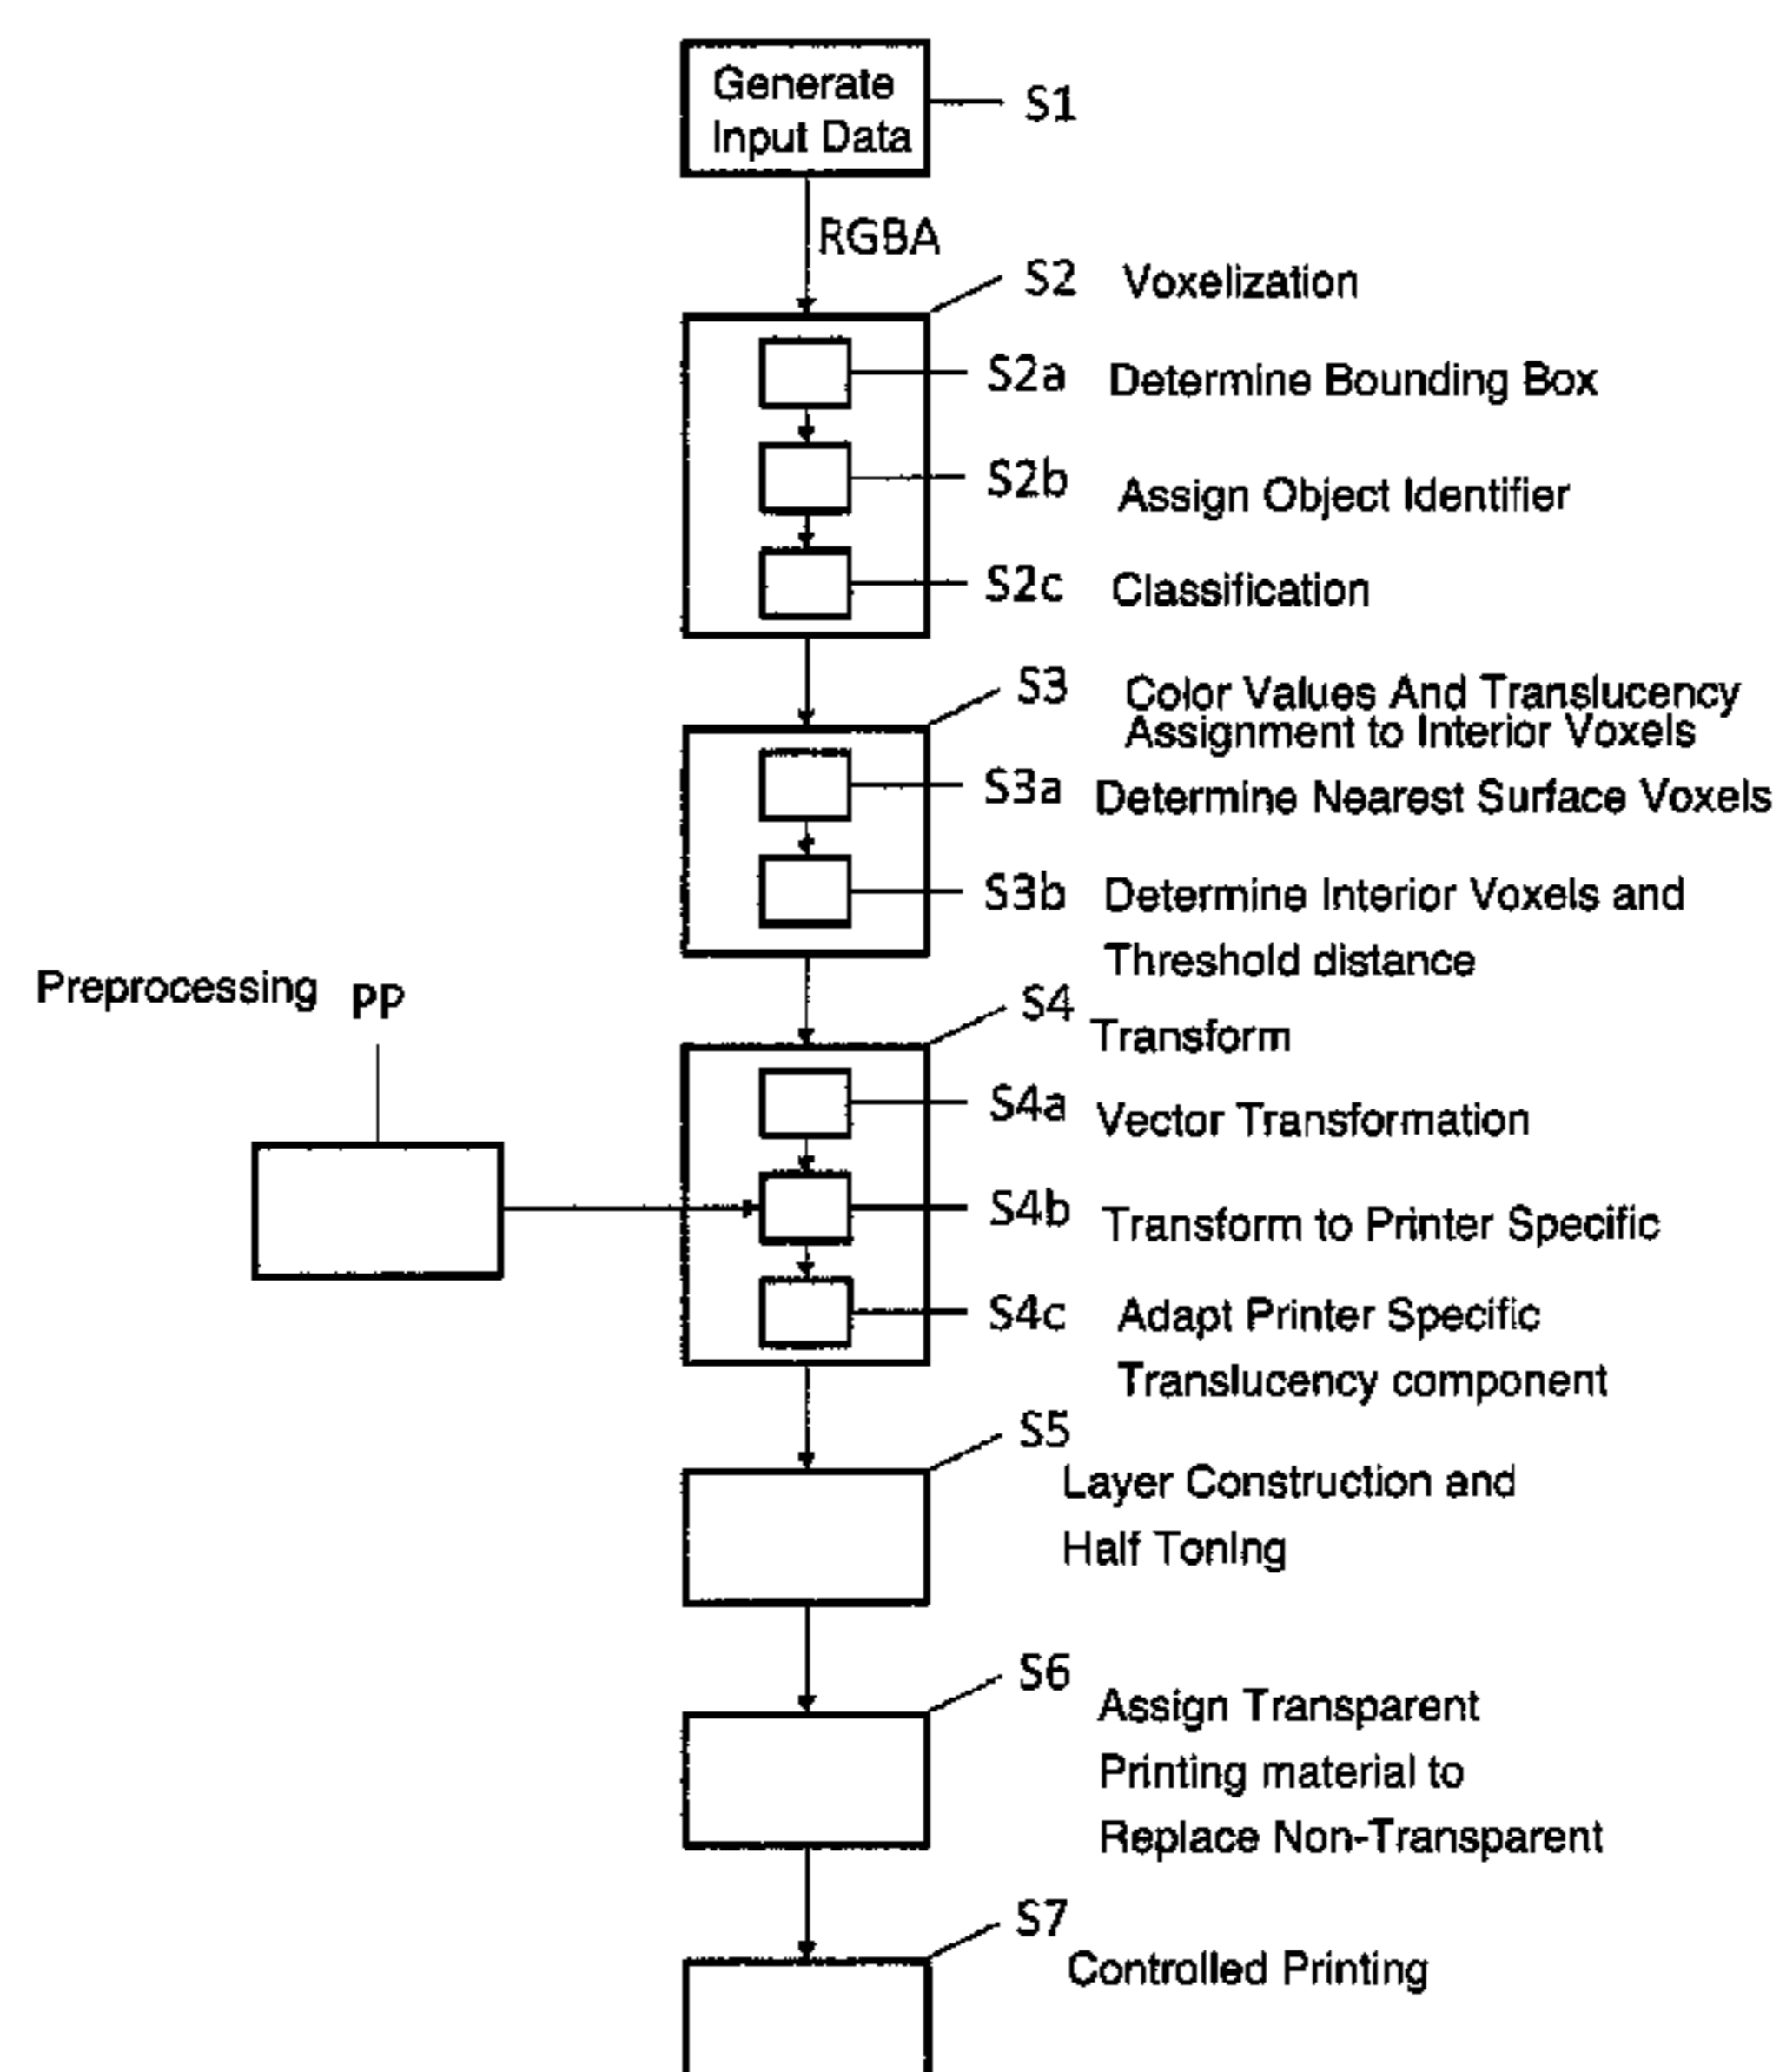 Generate
Input Data
S1
RGBA
S2 Voxelization
S2a Determine Bounding Box
S2b Assign Object Identifier
S2c Classification
S3 Color Values And Translucency
Assignment to Interior Voxels
S3a Determine Nearest Surface Voxels
S3b Determine Interior Voxels and
Threshold distance
Preprocessing PP
S4 Transform
S4a Vector Transformation
S4b Transform to Printer Specific
S4c Adapt Printer Specific
Translucency component
S5
Layer Construction and
Half Toning
S6
Assign Transparent
Printing material to
Replace Non-Transparent
S7
Controlled Printing